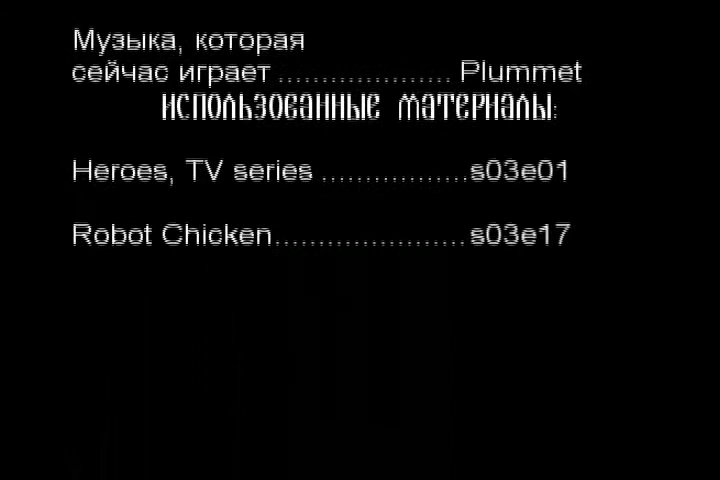 Музыка, которая
сейчас играет .................... Plummet
использованные материалы:
Heroes, TV series .................s03e01
Robot Chicken......................s03e17